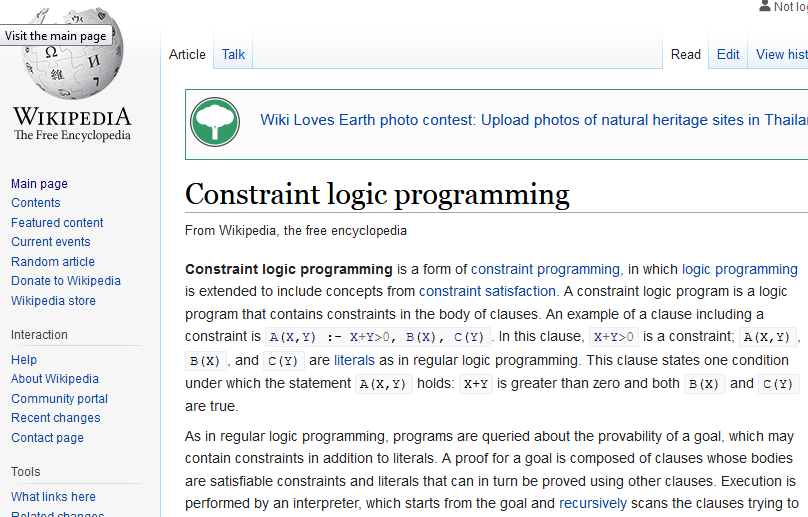 Not log
Visit the main page
Ω
И
維
WIKIPEDIA
The Free Encyclopedia
Article Talk Read Edit View hist
Wiki Loves Earth photo contest: Upload photos of natural heritage sites in Thaila
Main page
Contents
Featured content
Current events
Random article
Donate to Wikipedia
Wikipedia store
Interaction
Help
About Wikipedia
Community portal
Recent changes
Contact page
Tools
What links here
Related changes
Constraint logic programming
From Wikipedia, the free encyclopedia
Constraint logic programming is a form of constraint programming, in which logic programming
is extended to include concepts from constraint satisfaction. A constraint logic program is a logic
program that contains constraints in the body of clauses. An example of a clause including a
constraint is A(X,Y) :- X+Y>0, B(X), C(Y) . In this clause, X+Y>0 is a constraint; A(X,Y) ,
B(X) , and C(Y) are literals as in regular logic programming. This clause states one condition
under which the statement A(X,Y) holds: X+Y is greater than zero and both B(X) and C(Y)
are true.
As in regular logic programming, programs are queried about the provability of a goal, which may
contain constraints in addition to literals. A proof for a goal is composed of clauses whose bodies
are satisfiable constraints and literals that can in turn be proved using other clauses. Execution is
performed by an interpreter, which starts from the goal and recursively scans the clauses trying to